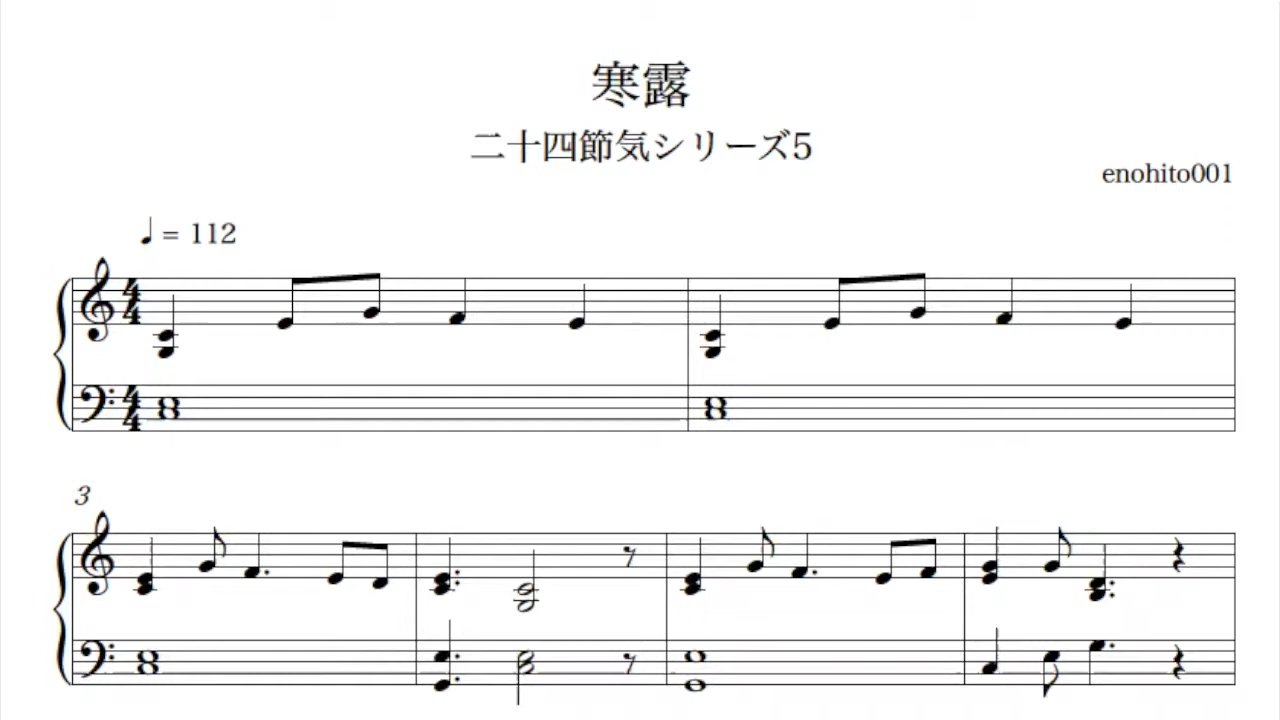 寒露
二十四節気シリーズ5
enohito001
♩ = 112
3